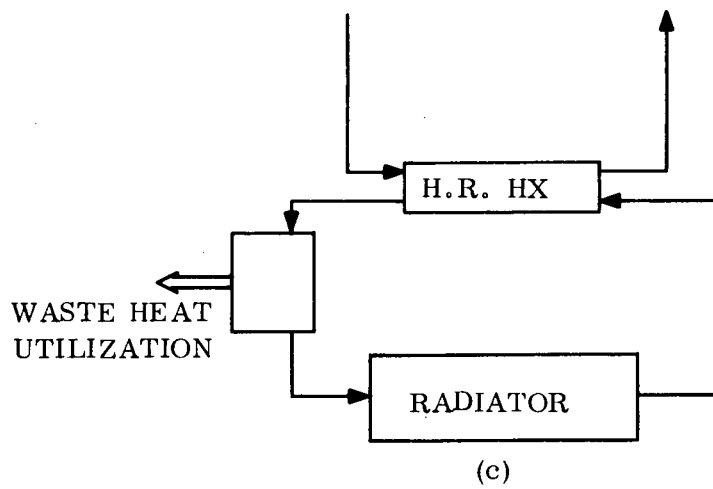 H.R. HX
WASTE HEAT
UTILIZATION
RADIATOR
(c)